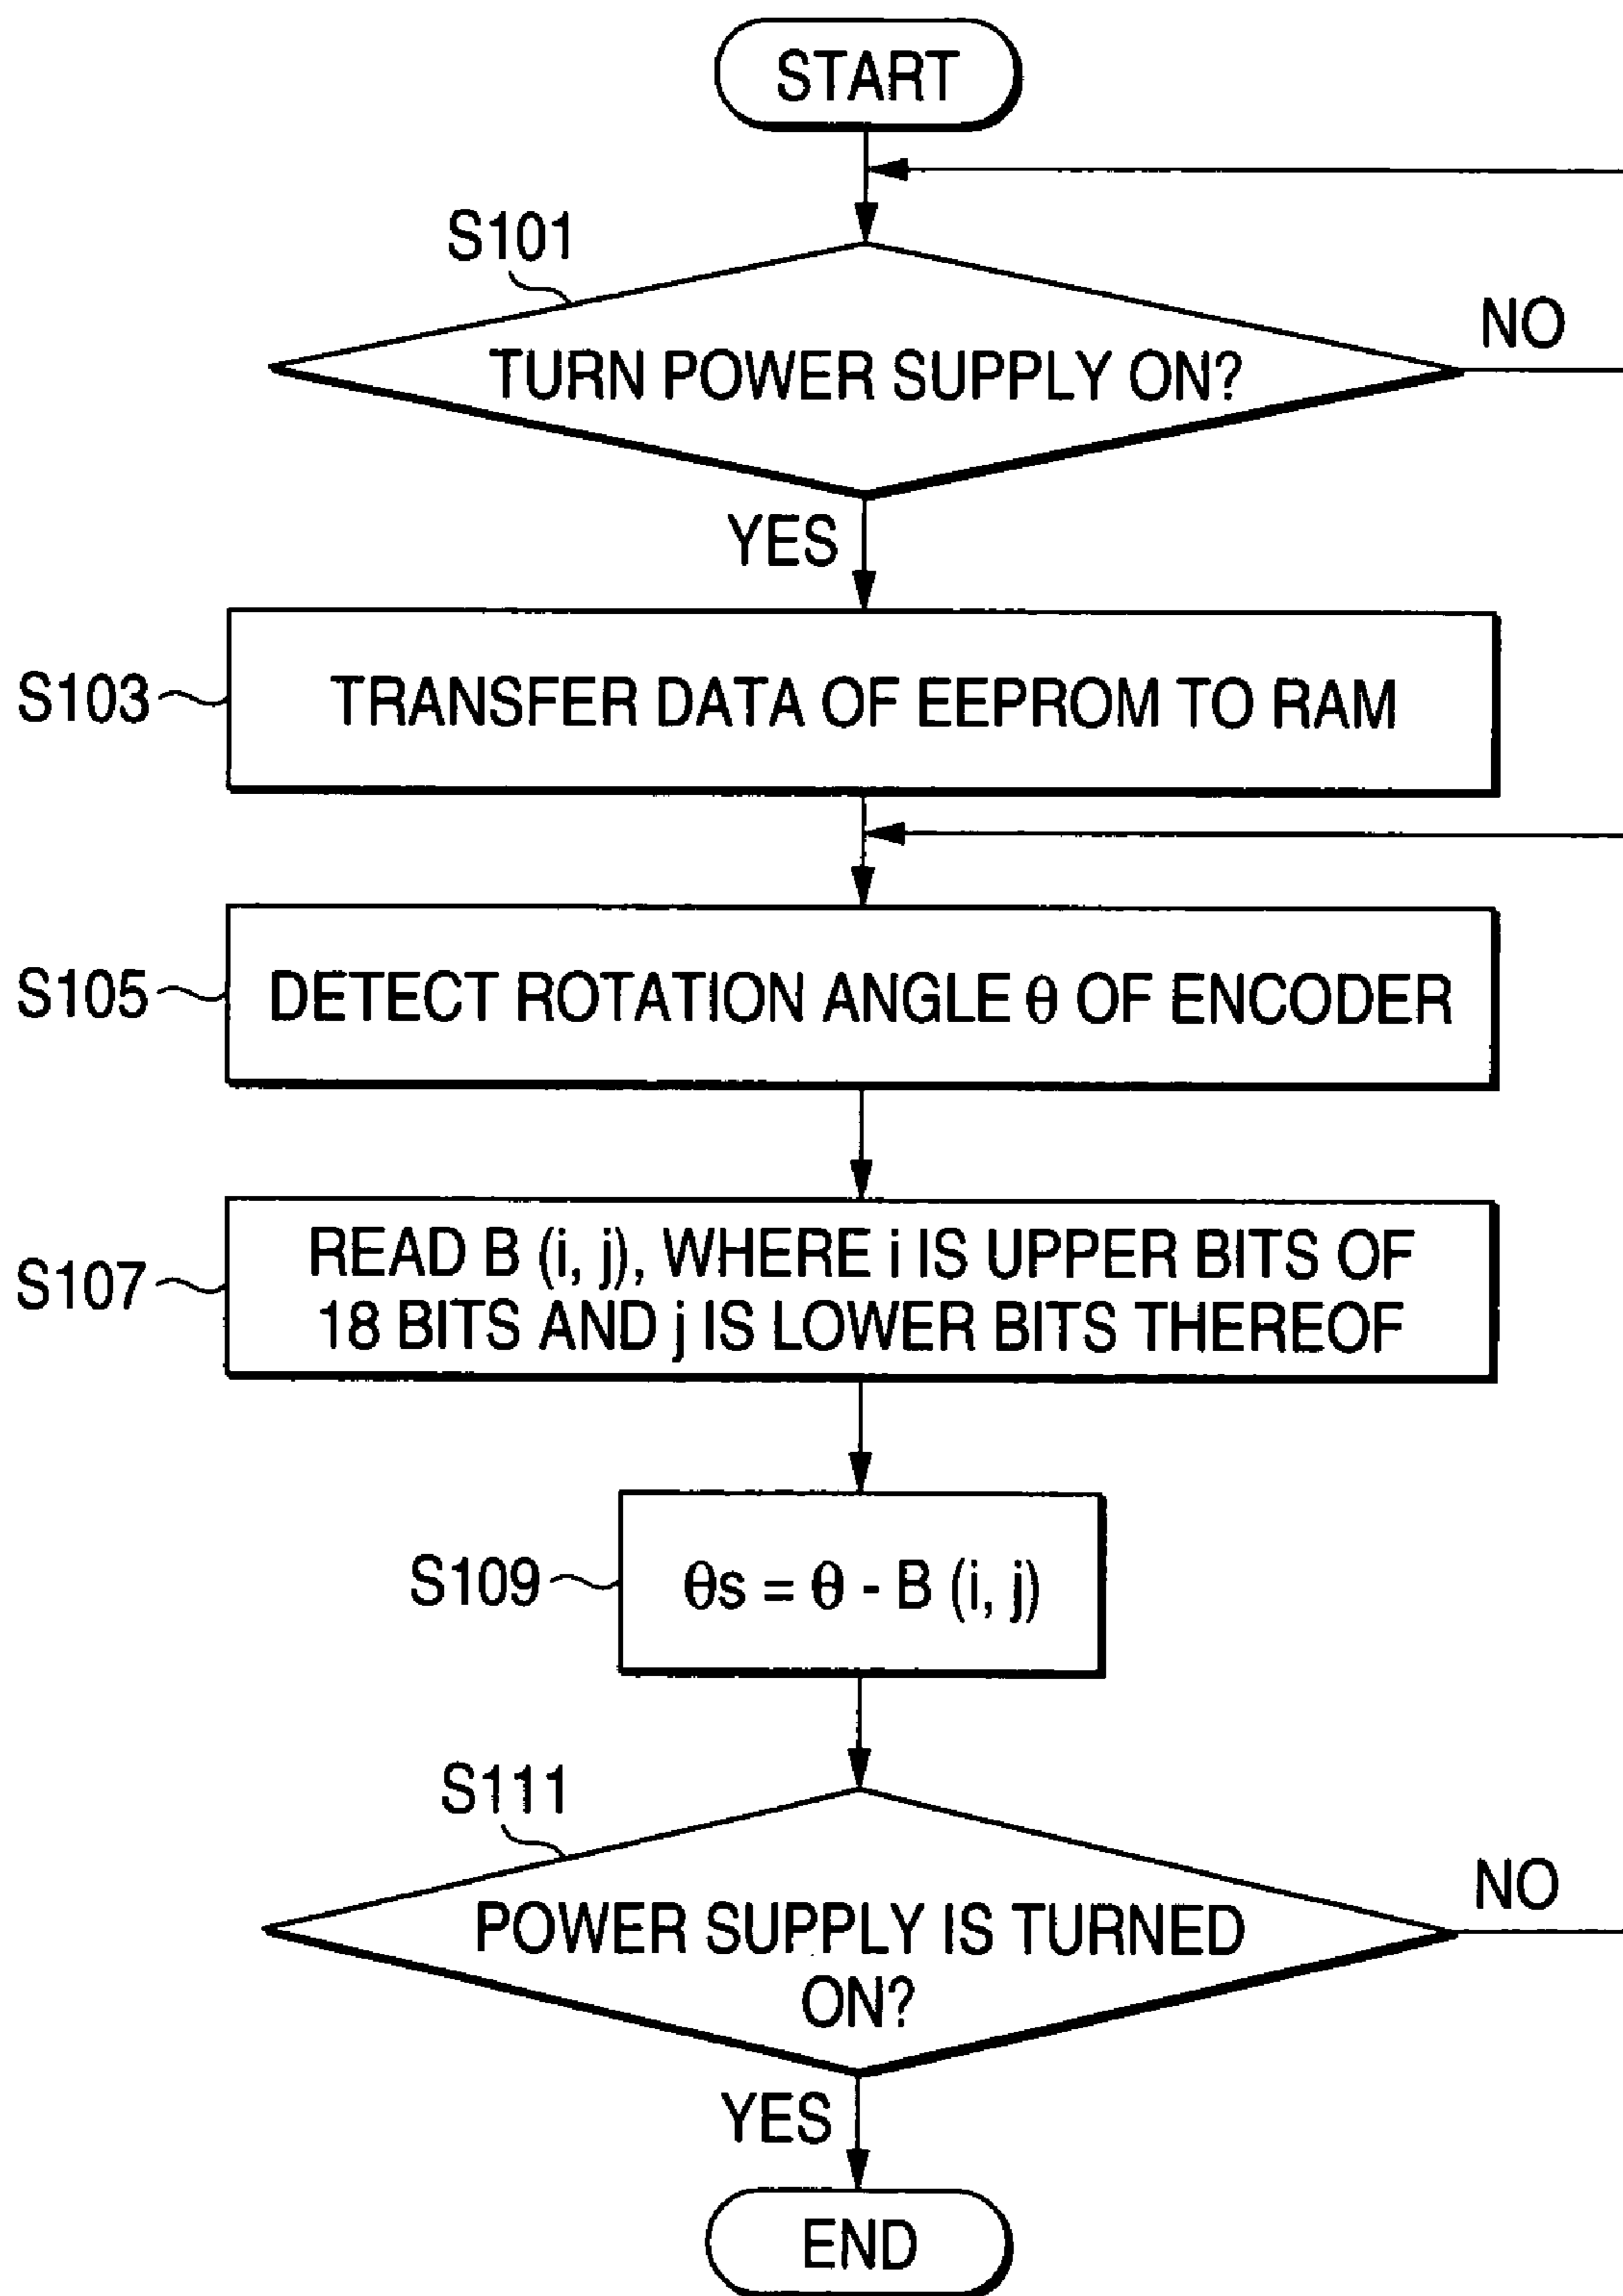 START
S101
TURN POWER SUPPLY ON?
NO
YES
S103
TRANSFER DATA OF EEPROM TO RAM
S105
DETECT ROTATION ANGLE θ OF ENCODER
S107
READ B (i, j), WHERE i IS UPPER BITS OF
18 BITS AND j IS LOWER BITS THEREOF
S109
θs = θ - B (i, j)
S111
POWER SUPPLY IS TURNED
ON?
NO
YES
END